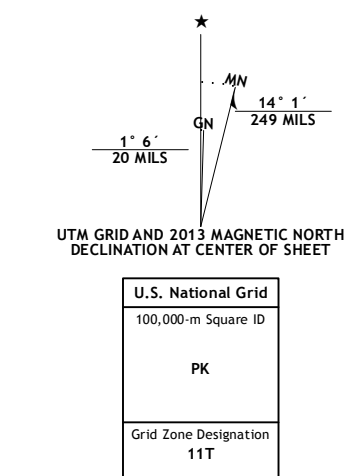 ★
MN
GN
14° 1´
249 MILS
1° 6´
20 MILS
UTM GRID AND 2013 MAGNETIC NORTH
DECLINATION AT CENTER OF SHEET
U.S. National Grid
100,000-m Square ID
PK
Grid Zone Designation
11T